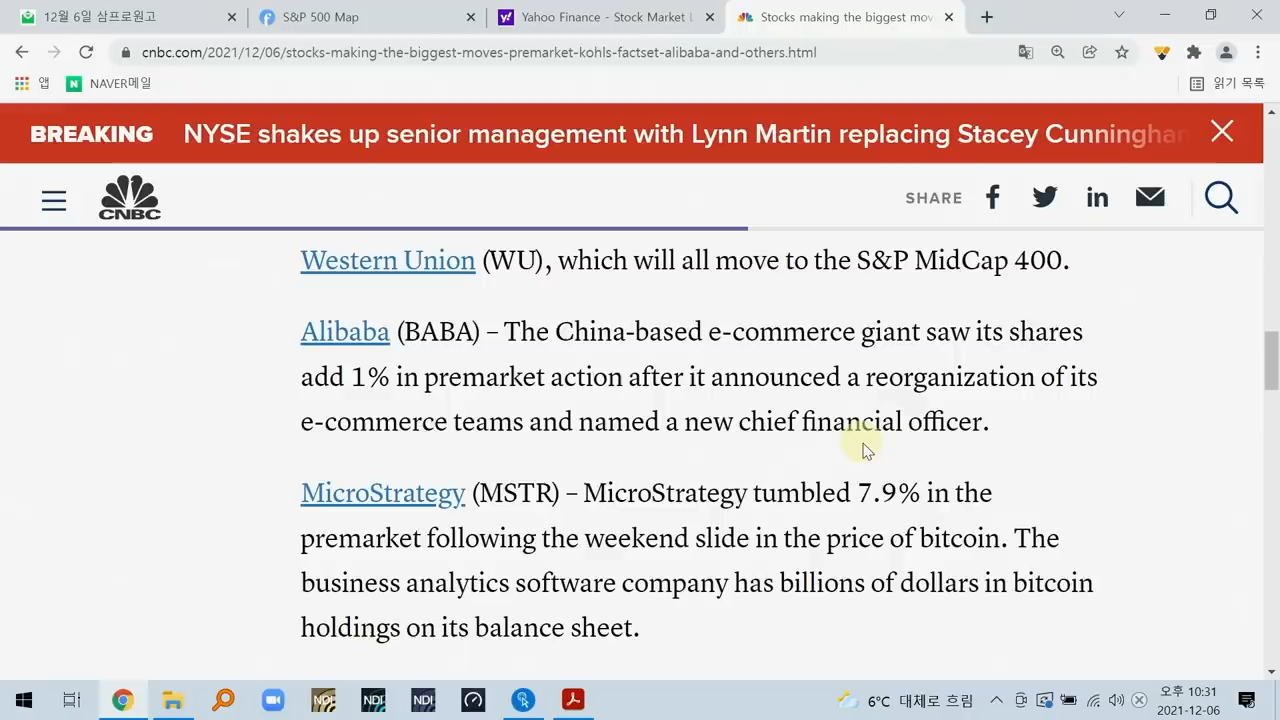 12월 6일 삼프로원고
S&P 500 Map
Yahoo Finance - Stock Market L
Stocks making the biggest mov
cnbc.com/2021/12/06/stocks-making-the-biggest-moves-premarket-kohls-factset-alibaba-and-others.html
앱
NAVER메일
읽기 목록
BREAKING NYSE shakes up senior management with Lynn Martin replacing Stacey Cunningham
CNBC
SHARE
Western Union (WU), which will all move to the S&P MidCap 400.
Alibaba (BABA) – The China-based e-commerce giant saw its shares
add 1% in premarket action after it announced a reorganization of its
e-commerce teams and named a new chief financial officer.
MicroStrategy (MSTR) – MicroStrategy tumbled 7.9% in the
premarket following the weekend slide in the price of bitcoin. The
business analytics software company has billions of dollars in bitcoin
holdings on its balance sheet.
NDI
NDI
NDI
6°C 대체로 흐림
오후 10:31
2021-12-06